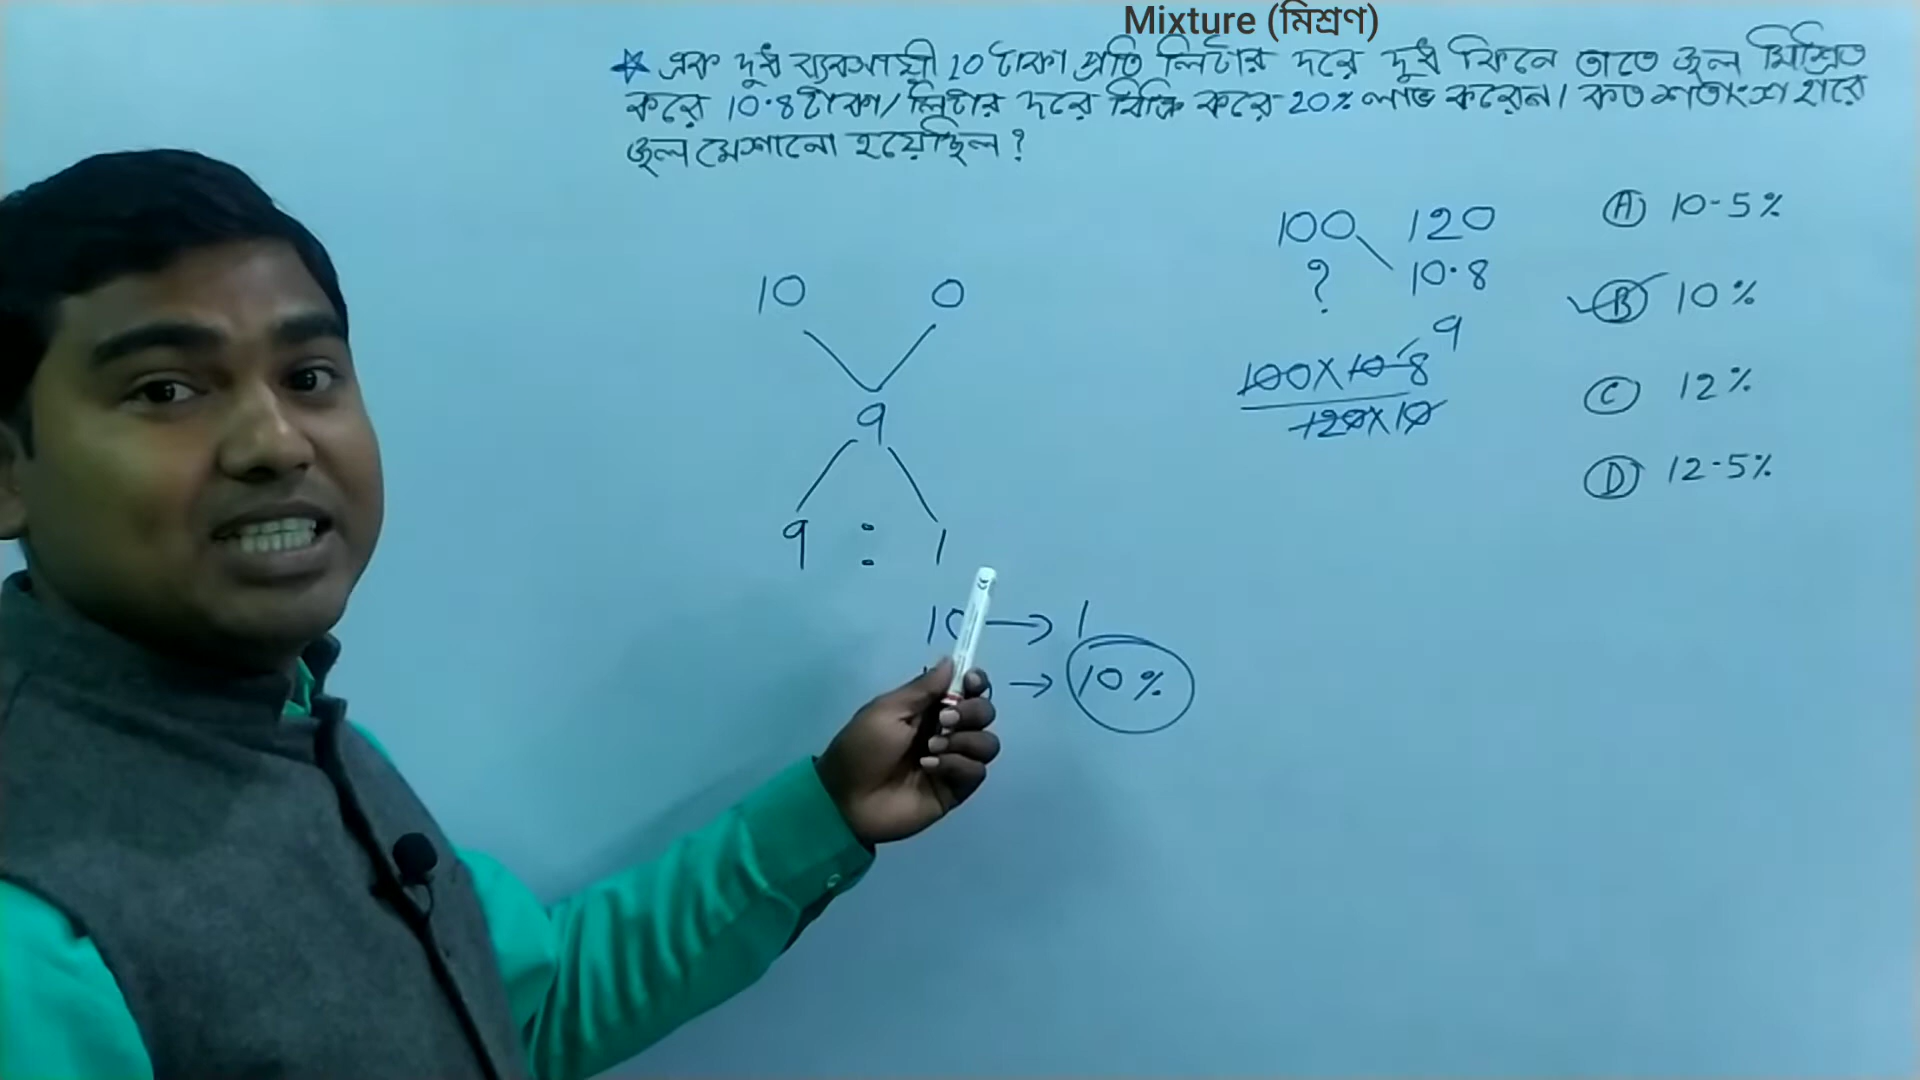 Mixture (মিশ্রণ)
★ এক দুধ ব্যবসায়ী 10 টাকা প্রতি লিটার দরে দুধ কিনে তাতে জল মিশ্রিত
করে 10.8 টাকা/লিটার দরে বিক্রি করে 20% লাভ করেন। কত শতাংশ হারে
জল মেশানো হয়েছিল?
100 120
? 10.8
9
100×10.8
120×10
A 10.5%
B 10%
C 12%
D 12.5%
10 0
9
9 : 1
10 → 1
→ 10%